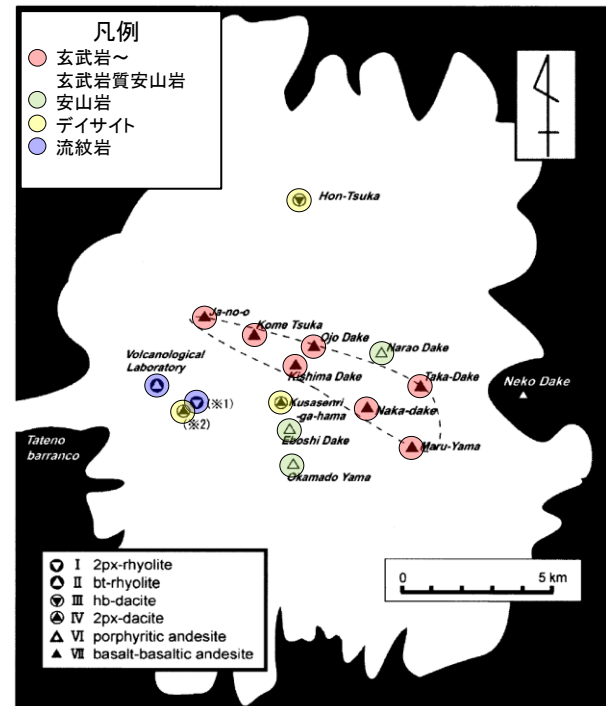 凡例
玄武岩～
玄武岩質安山岩
安山岩
デイサイト
流紋岩
Hon-Tsuka
Ja-no-o
Kome Tsuka
Ojo Dake
Narao Dake
Volcanological
Laboratory
Kishima Dake
Taka-Dake
Neko Dake
(※1)
Kusasenri
-ga-hama
Naka-dake
(※2)
Tateno
barranco
Eboshi Dake
Maru-Yama
Okamado Yama
I 2px-rhyolite
II bt-rhyolite
III hb-dacite
IV 2px-dacite
VI porphyritic andesite
VII basalt-basaltic andesite
0 5 km